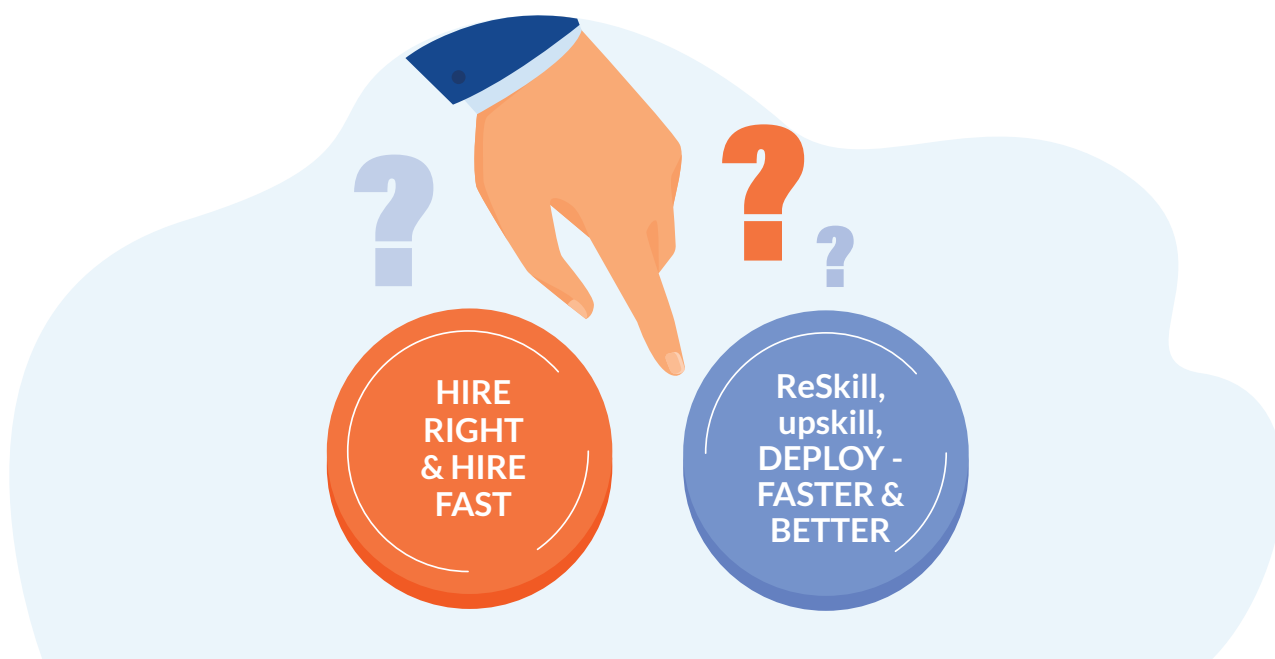 ?
?
?
HIRE
RIGHT
& HIRE
FAST
ReSkill,
upskill,
DEPLOY -
FASTER &
BETTER